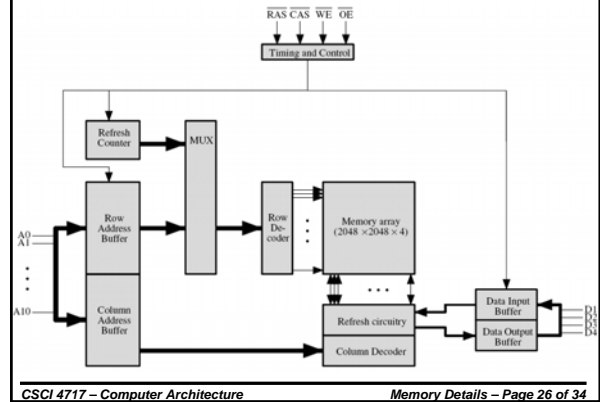 RAS CAS WE OE
Timing and Control
Refresh
Counter
MUX
Row
Address
Buffer
Row
De-
coder
Memory array
(2048 × 2048 × 4)
A0
A1
A10
Data Input
Buffer
D1
D2
D3
D4
Column
Address
Buffer
Refresh circuitry
Data Output
Buffer
Column Decoder
CSCI 4717 – Computer Architecture
Memory Details – Page 26 of 34